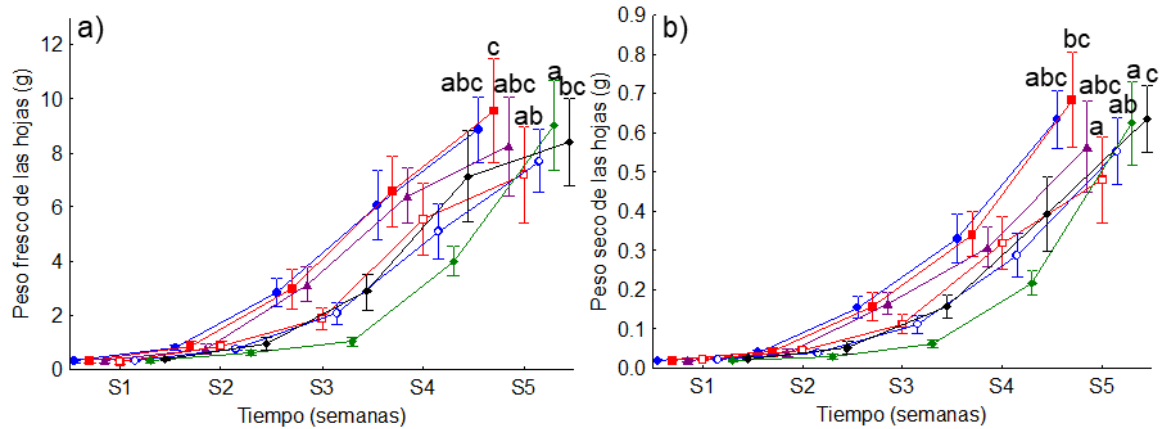 a)
Peso fresco de las hojas (g)
12
10
8
6
4
2
0
c
abc abc
a
bc
ab
S1 S2 S3 S4 S5
Tiempo (semanas)
b)
Peso seco de las hojas (g)
0.9
0.8
0.7
0.6
0.5
0.4
0.3
0.2
0.1
0.0
bc
abc abc
a
c
ab
a
S1 S2 S3 S4 S5
Tiempo (semanas)